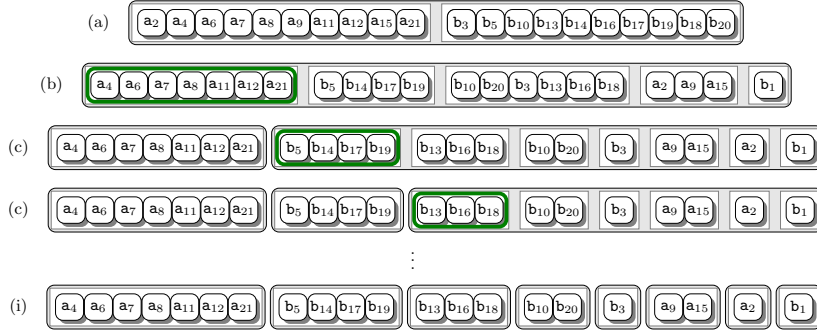 (a) a₂ a₄ a₆ a₇ a₈ a₉ a₁₁ a₁₂ a₁₅ a₂₁ b₃ b₅ b₁₀ b₁₃ b₁₄ b₁₆ b₁₇ b₁₉ b₁₈ b₂₀
(b) a₄ a₆ a₇ a₈ a₁₁ a₁₂ a₂₁ b₅ b₁₄ b₁₇ b₁₉ b₁₀ b₂₀ b₃ b₁₃ b₁₆ b₁₈ a₂ a₉ a₁₅ b₁
(c) a₄ a₆ a₇ a₈ a₁₁ a₁₂ a₂₁ b₅ b₁₄ b₁₇ b₁₉ b₁₃ b₁₆ b₁₈ b₁₀ b₂₀ b₃ a₉ a₁₅ a₂ b₁
(c) a₄ a₆ a₇ a₈ a₁₁ a₁₂ a₂₁ b₅ b₁₄ b₁₇ b₁₉ b₁₃ b₁₆ b₁₈ b₁₀ b₂₀ b₃ a₉ a₁₅ a₂ b₁
⋮
(i) a₄ a₆ a₇ a₈ a₁₁ a₁₂ a₂₁ b₅ b₁₄ b₁₇ b₁₉ b₁₃ b₁₆ b₁₈ b₁₀ b₂₀ b₃ a₉ a₁₅ a₂ b₁